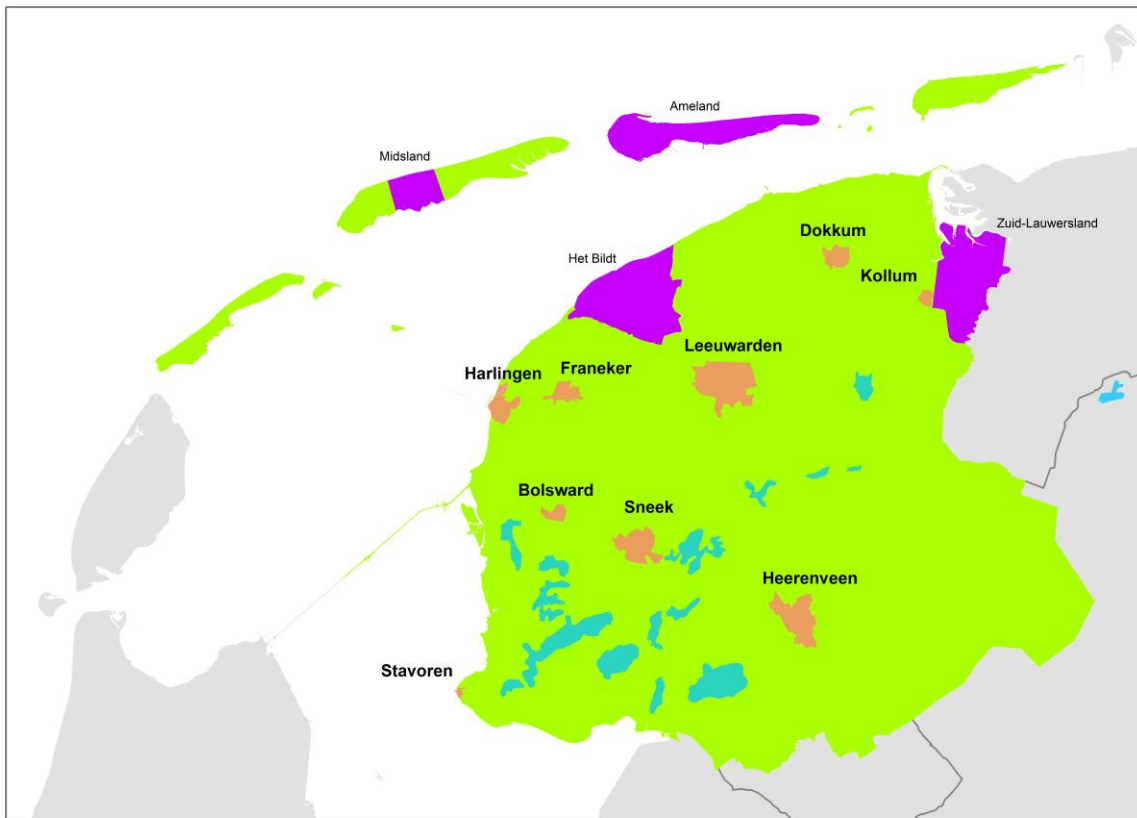 Ameland
Midsland
Zuid-Lauwersland
Dokkum
Het Bildt
Kollum
Leeuwarden
Franeker
Harlingen
Bolsward
Sneek
Heerenveen
Stavoren